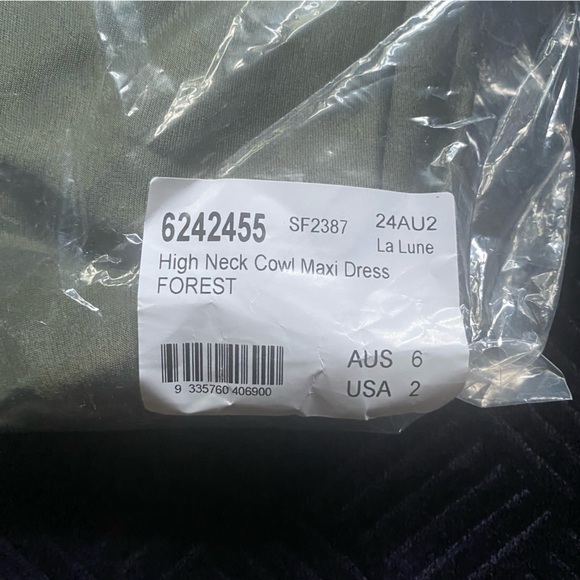 6242455 SF2387 24AU2
La Lune
High Neck Cowl Maxi Dress
FOREST
AUS 6
USA 2
9 335760 406900